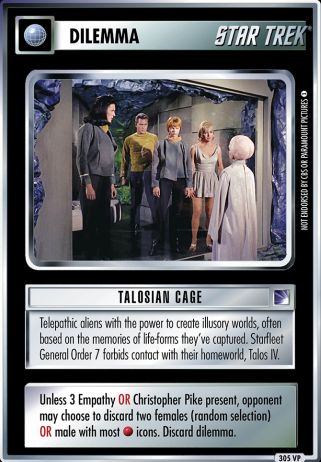 DILEMMA
STAR TREK
NOT ENDORSED BY CBS OR PARAMOUNT PICTURES
TALOSIAN CAGE
Telepathic aliens with the power to create illusory worlds, often
based on the memories of life-forms they've captured. Starfleet
General Order 7 forbids contact with their homeworld, Talos IV.
Unless 3 Empathy OR Christopher Pike present, opponent
may choose to discard two females (random selection)
OR male with most icons. Discard dilemma.
305 VP